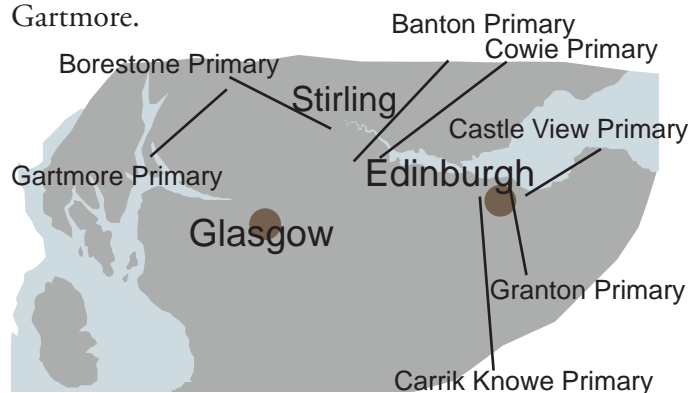 Gartmore.
Banton Primary
Cowie Primary
Borestone Primary
Stirling
Castle View Primary
Gartmore Primary
Edinburgh
Glasgow
Granton Primary
Carrik Knowe Primary